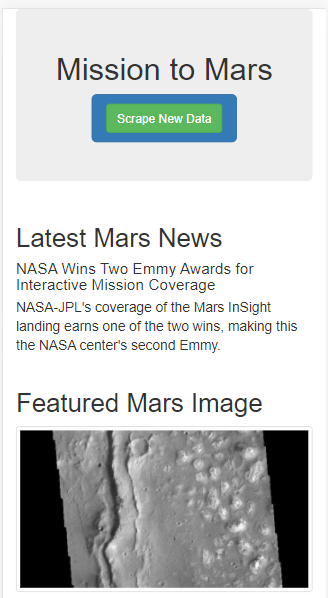 Mission to Mars
Scrape New Data
Latest Mars News
NASA Wins Two Emmy Awards for
Interactive Mission Coverage
NASA-JPL's coverage of the Mars InSight
landing earns one of the two wins, making this
the NASA center's second Emmy.
Featured Mars Image